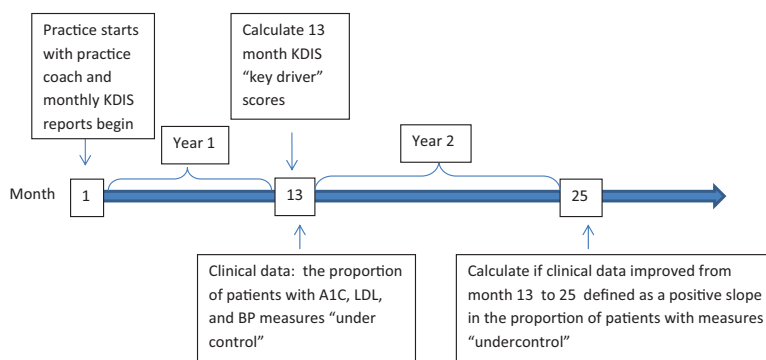 Practice starts
with practice
coach and
monthly KDIS
reports begin
Calculate 13
month KDIS
“key driver”
scores
Year 1
Year 2
Month
1
13
25
Clinical data:  the proportion
of patients with A1C, LDL,
and BP measures “under
control”
Calculate if clinical data improved from
month 13  to 25  defined as a positive slope
in the proportion of patients with measures
“undercontrol”